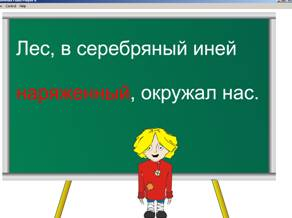 Лес, в серебряный иней
наряженный, окружал нас.